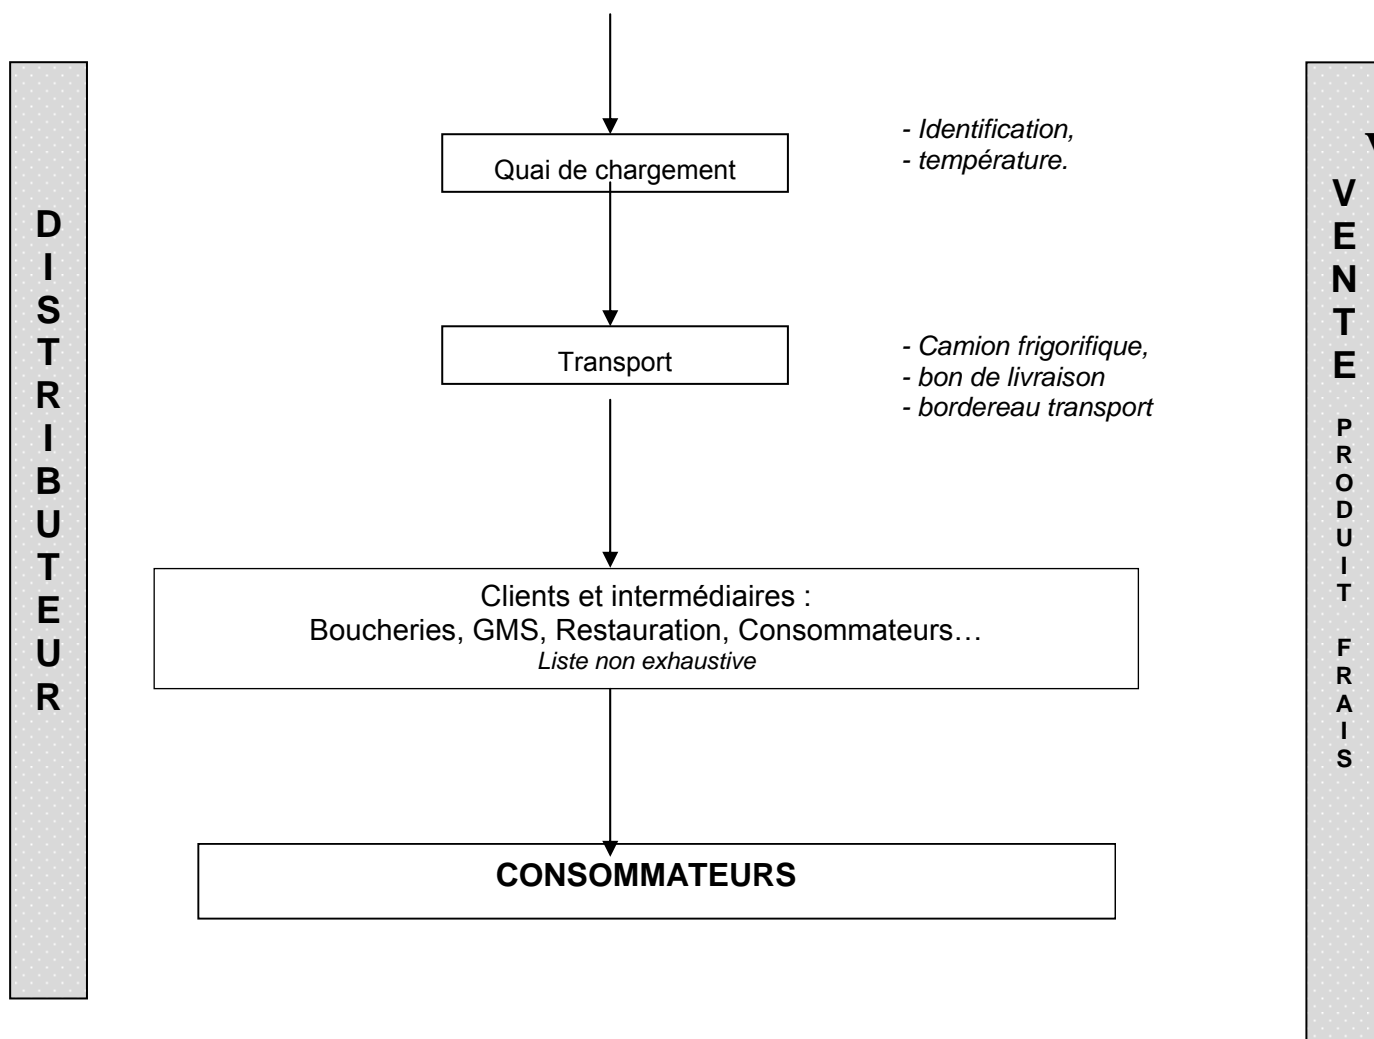 DISTRIBUTEUR
Quai de chargement
- Identification,
- température.
Transport
- Camion frigorifique,
- bon de livraison
- bordereau transport
Clients et intermédiaires :
Boucheries, GMS, Restauration, Consommateurs…
Liste non exhaustive
CONSOMMATEURS
VENTE PRODUIT FRAIS